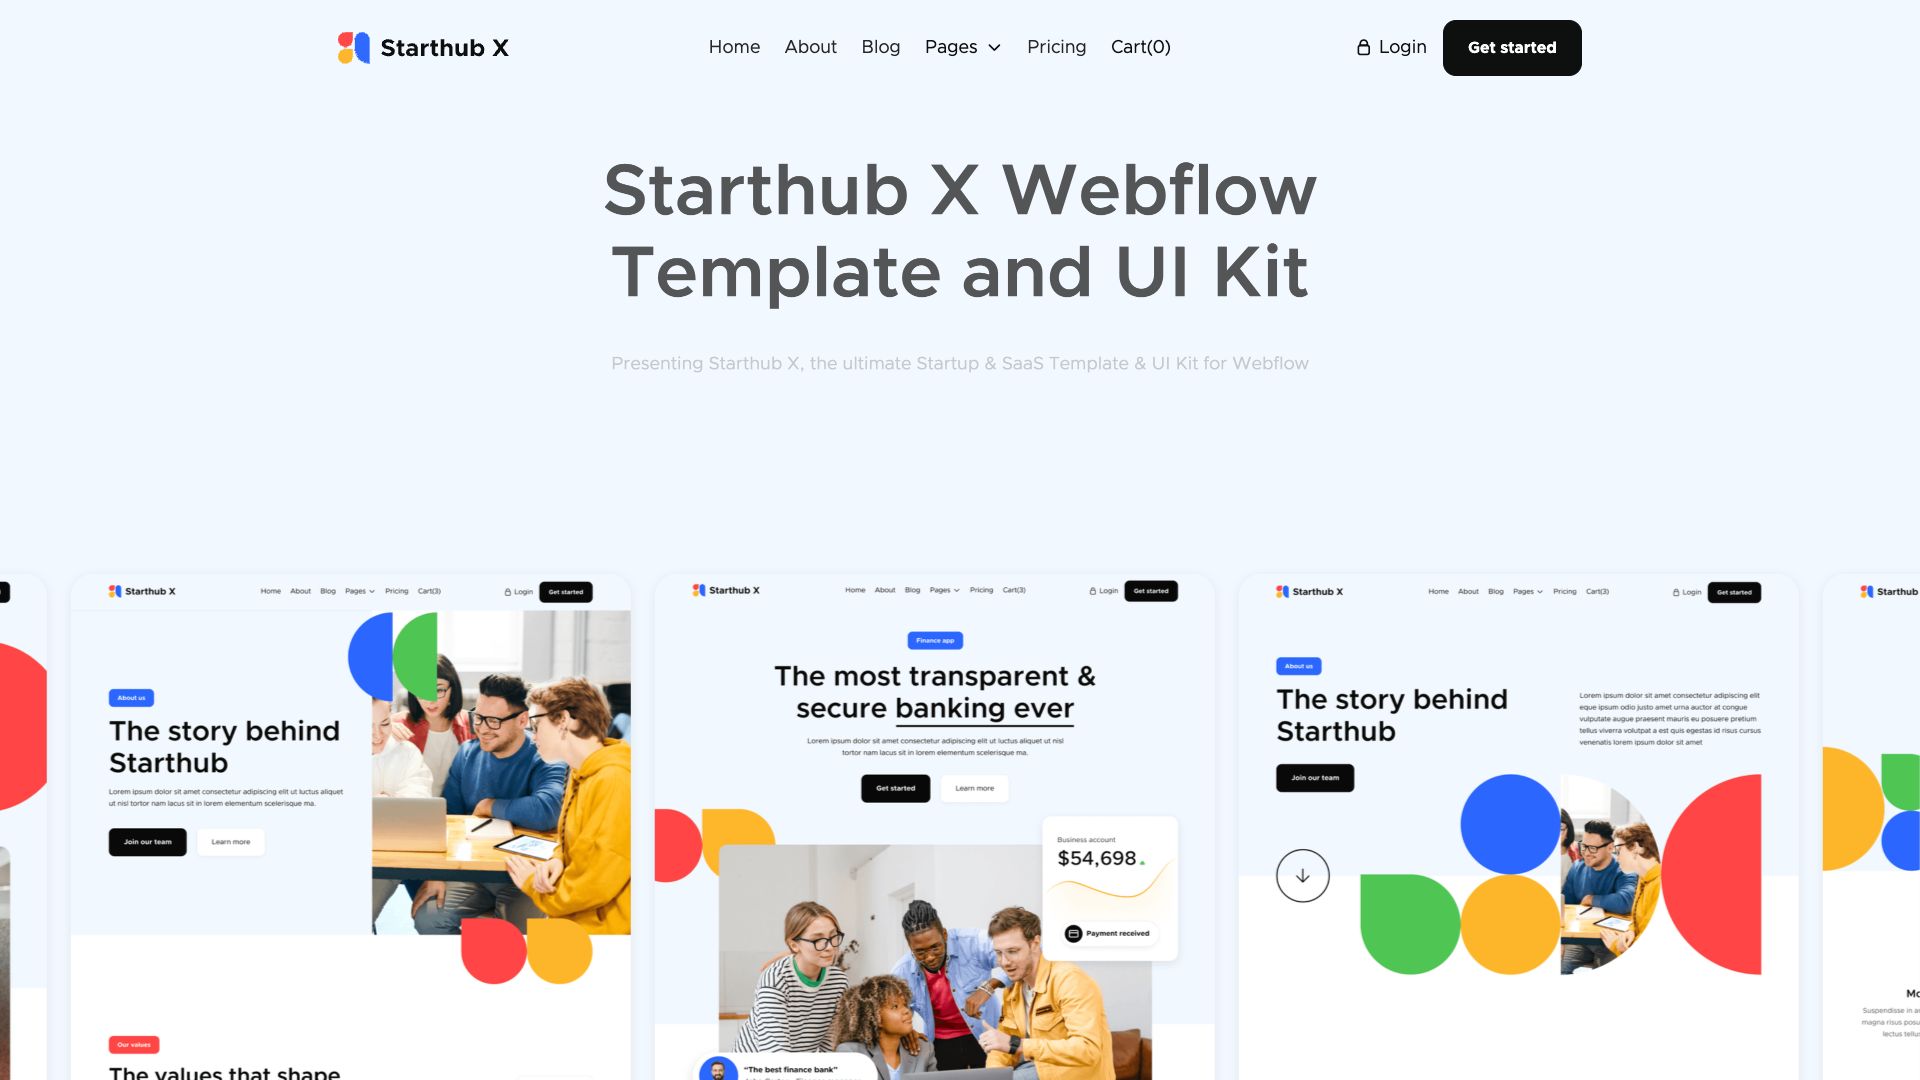 Starthub X
Home About Blog Pages Pricing Cart(0)
Login
Get started
Starthub X Webflow
Template and UI Kit
Presenting Starthub X, the ultimate Startup & SaaS Template & UI Kit for Webflow
Starthub X
Home About Blog Pages Pricing Cart(3)
Login
Get started
About us
The story behind
Starthub
Lorem ipsum dolor sit amet consectetur adipiscing elit ut luctus aliquet
ut nisl tortor nam lacus sit in lorem elementum scelerisque ma.
Join our team
Learn more
Our values
The values that shape
Starthub X
Home About Blog Pages Pricing Cart(3)
Login
Get started
Finance app
The most transparent &
secure banking ever
Lorem ipsum dolor sit amet consectetur adipiscing elit ut luctus aliquet ut nisl
tortor nam lacus sit in lorem elementum scelerisque ma.
Get started
Learn more
Business account
$54,698
Payment received
“The best finance bank”
Starthub X
Home About Blog Pages Pricing Cart(3)
Login
Get started
About us
The story behind
Starthub
Lorem ipsum dolor sit amet consectetur adipiscing elit
eque ipsum odio justo amet urna auctor at congue
vulputate augue praesent mauris eu posuere pretium
tellus viverra volutpat a est quis egestas id risus cursus
venenatis lorem ipsum dolor sit amet
Join our team
Starthub
Suspendisse in
magna risus
lectus